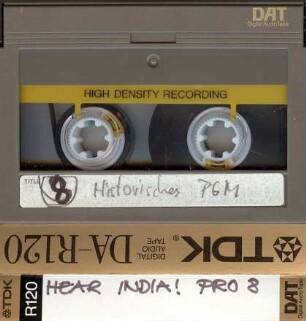 DAT
Digital Audio Tape
HIGH DENSITY RECORDING
TITLE
8 Historisches PGM
TDK DIGITAL AUDIO TAPE DA-R120
TDK R120 HEAR INDIA! PRO 8 DAT